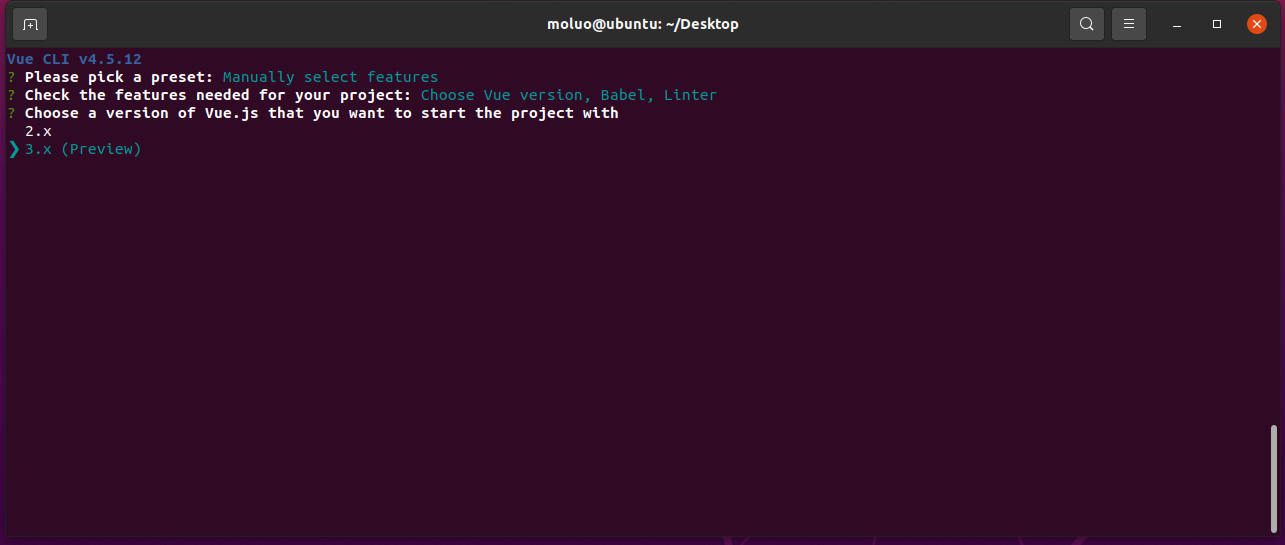 moluo@ubuntu: ~/Desktop
Vue CLI v4.5.12
? Please pick a preset: Manually select features
? Check the features needed for your project: Choose Vue version, Babel, Linter
? Choose a version of Vue.js that you want to start the project with
2.x
❯ 3.x (Preview)